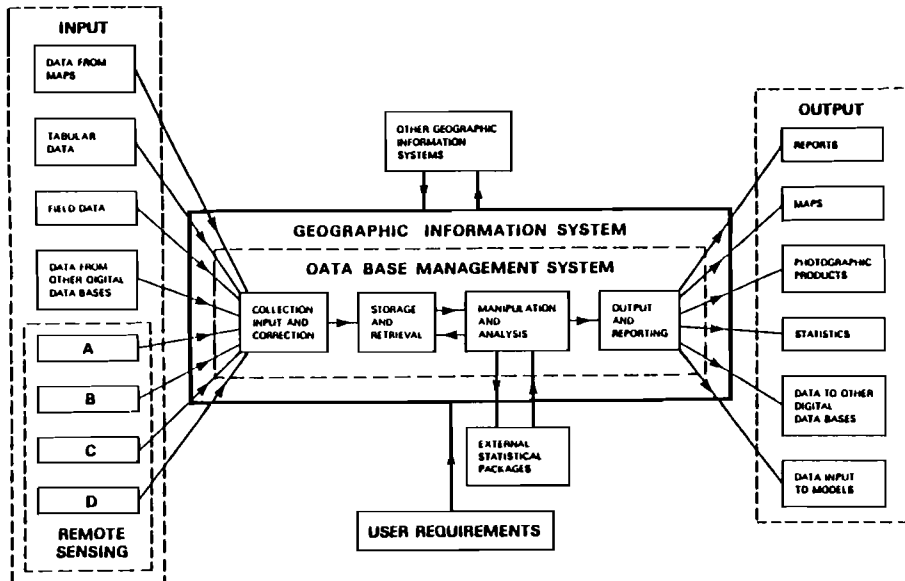 INPUT
DATA FROM
MAPS
TABULAR
DATA
FIELD DATA
DATA FROM
OTHER DIGITAL
DATA BASES
A
B
C
D
REMOTE
SENSING
OTHER GEOGRAPHIC
INFORMATION
SYSTEMS
GEOGRAPHIC INFORMATION SYSTEM
DATA BASE MANAGEMENT SYSTEM
COLLECTION
INPUT AND
CORRECTION
STORAGE
AND
RETRIEVAL
MANIPULATION
AND
ANALYSIS
OUTPUT
AND
REPORTING
EXTERNAL
STATISTICAL
PACKAGES
USER REQUIREMENTS
OUTPUT
REPORTS
MAPS
PHOTOGRAPHIC
PRODUCTS
STATISTICS
DATA TO OTHER
DIGITAL
DATA BASES
DATA INPUT
TO MODELS